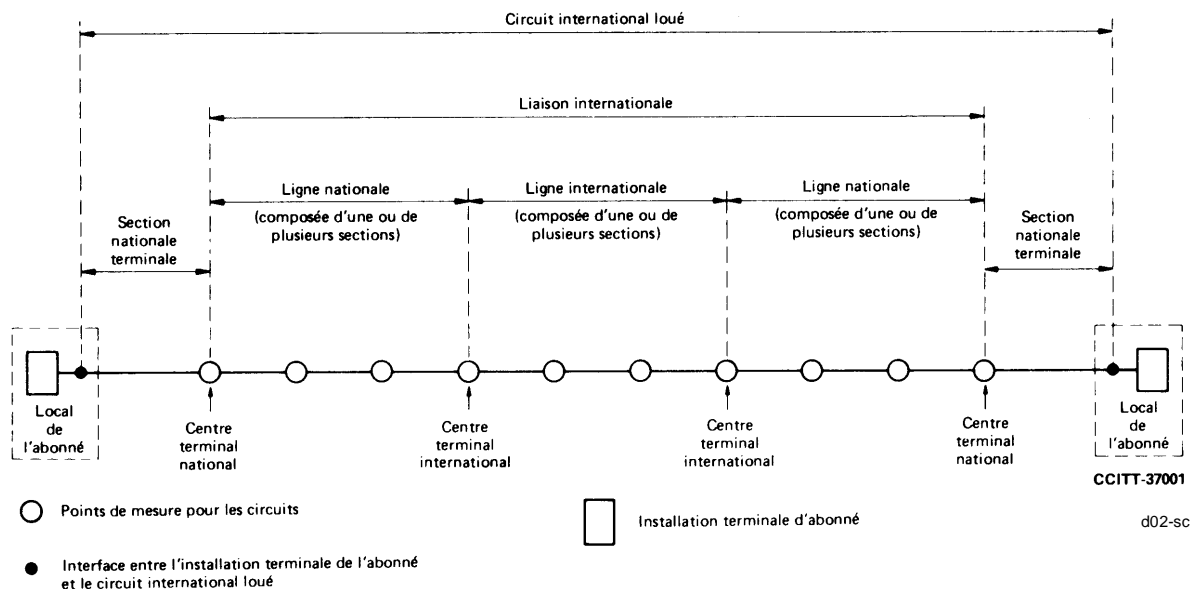 Circuit international loué
Liaison internationale
Ligne nationale
(composée d'une ou de
plusieurs sections)
Ligne internationale
(composée d'une ou de
plusieurs sections)
Ligne nationale
(composée d'une ou de
plusieurs sections)
Section
nationale
terminale
Section
nationale
terminale
Local
de
l'abonné
Centre
terminal
national
Centre
terminal
international
Centre
terminal
international
Centre
terminal
national
Local
de
l'abonné
CCITT-37001
Points de mesure pour les circuits
Installation terminale d'abonné
d02-sc
Interface entre l'installation terminale de l'abonné
et le circuit international loué